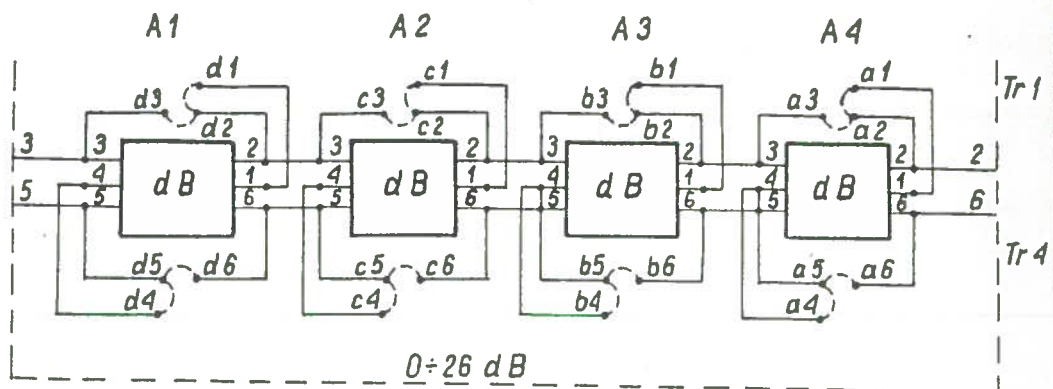 A1 A2 A3 A4
d1 c1 b1 a1 Tr 1
d3 c3 b3 a3
d2 c2 b2 a2
3 3 2 3 2 3 2 3 2 2
4 1 4 1 4 1 4 1
dB dB dB dB
5 5 6 5 6 5 6 5 6 6
d5 d6 c5 c6 b5 b6 a5 a6 Tr 4
d4 c4 b4 a4
0÷26 dB